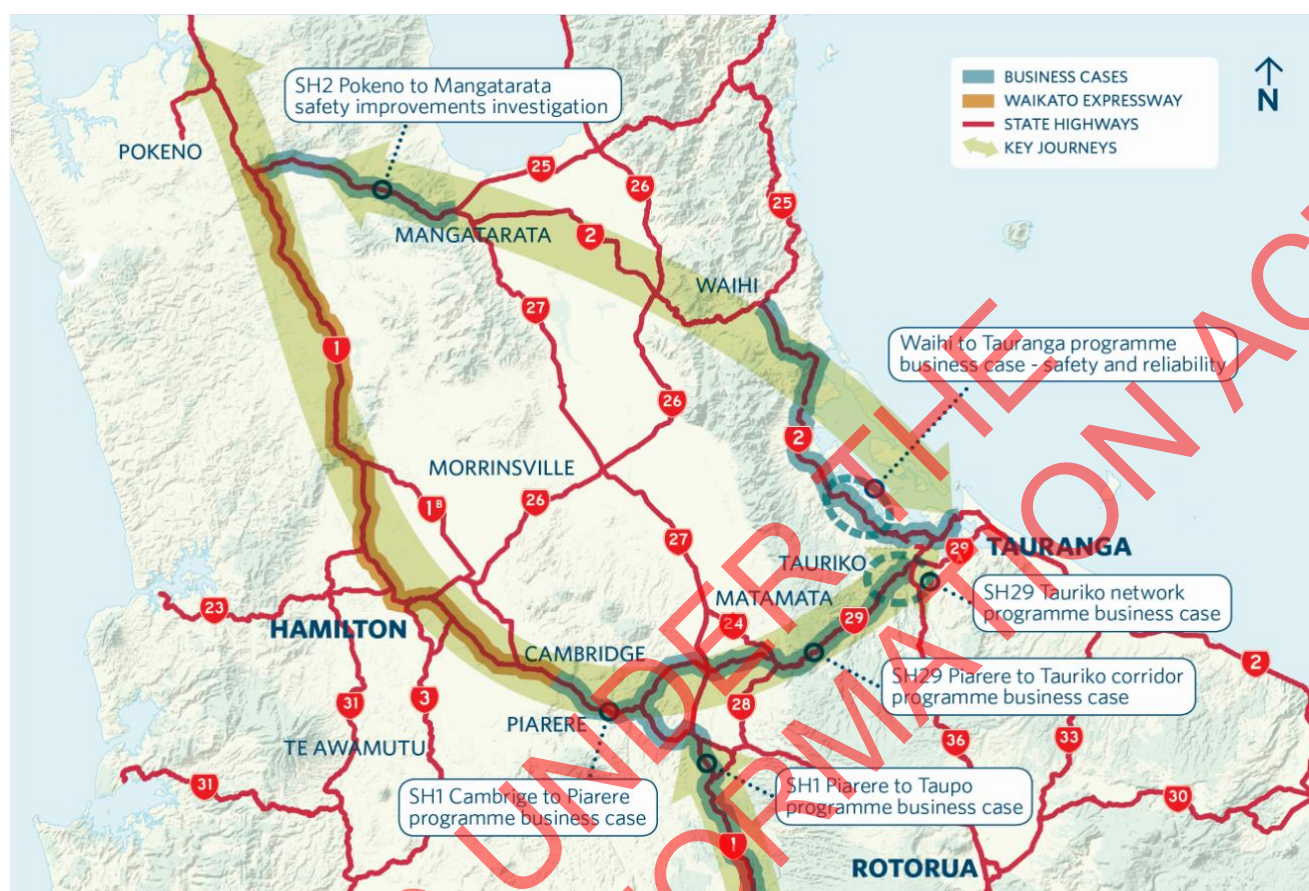 SH2 Pokeno to Mangatarata
safety improvements investigation
BUSINESS CASES
WAIKATO EXPRESSWAY
STATE HIGHWAYS
KEY JOURNEYS
N
POKENO
25
26
25
MANGATARATA
2
WAIHI
27
1
Waihi to Tauranga programme
business case - safety and reliability
26
2
MORRINSVILLE
26
1B
27
29
TAURANGA
TAURIKO
MATAMATA
SH29 Tauriko network
programme business case
23
HAMILTON
24
29
CAMBRIDGE
SH29 Piarere to Tauriko corridor
programme business case
2
31
3
28
PIARERE
TE AWAMUTU
36
33
31
SH1 Cambrige to Piarere
programme business case
SH1 Piarere to Taupo
programme business case
30
1
ROTORUA
UNDER THE